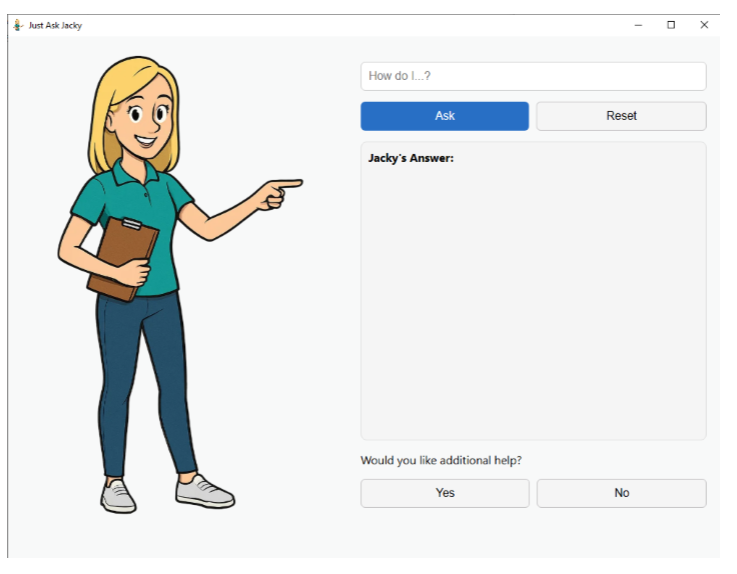 Just Ask Jacky
How do I...?
Ask
Reset
Jacky's Answer:
Would you like additional help?
Yes
No